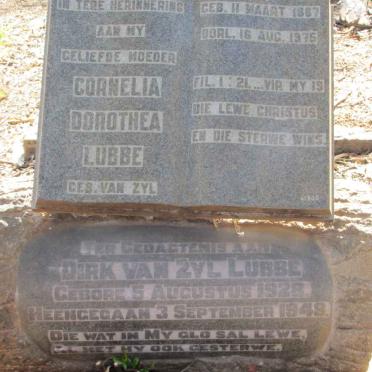 IN TERE HERINNERING
AAN MY
GELIEFDE MOEDER
CORNELIA
DOROTHEA
LUBBE
GEB. VAN ZYL
GEB. 11 MAART 1887
OORL. 16 AUG. 1975
FIL. 1:21 ... VIR MY IS
DIE LEWE CHRISTUS
EN DIE STERWE WINS
TER GEDAGTENIS AAN
DIRK VAN ZYL LUBBE
GEBORE 5 AUGUSTUS
HEENGEGAAN 3 SEPTEMBER 1949
DIE WAT IN MY GLO SAL LEWE,
AL HET HY OOK GESTERWE